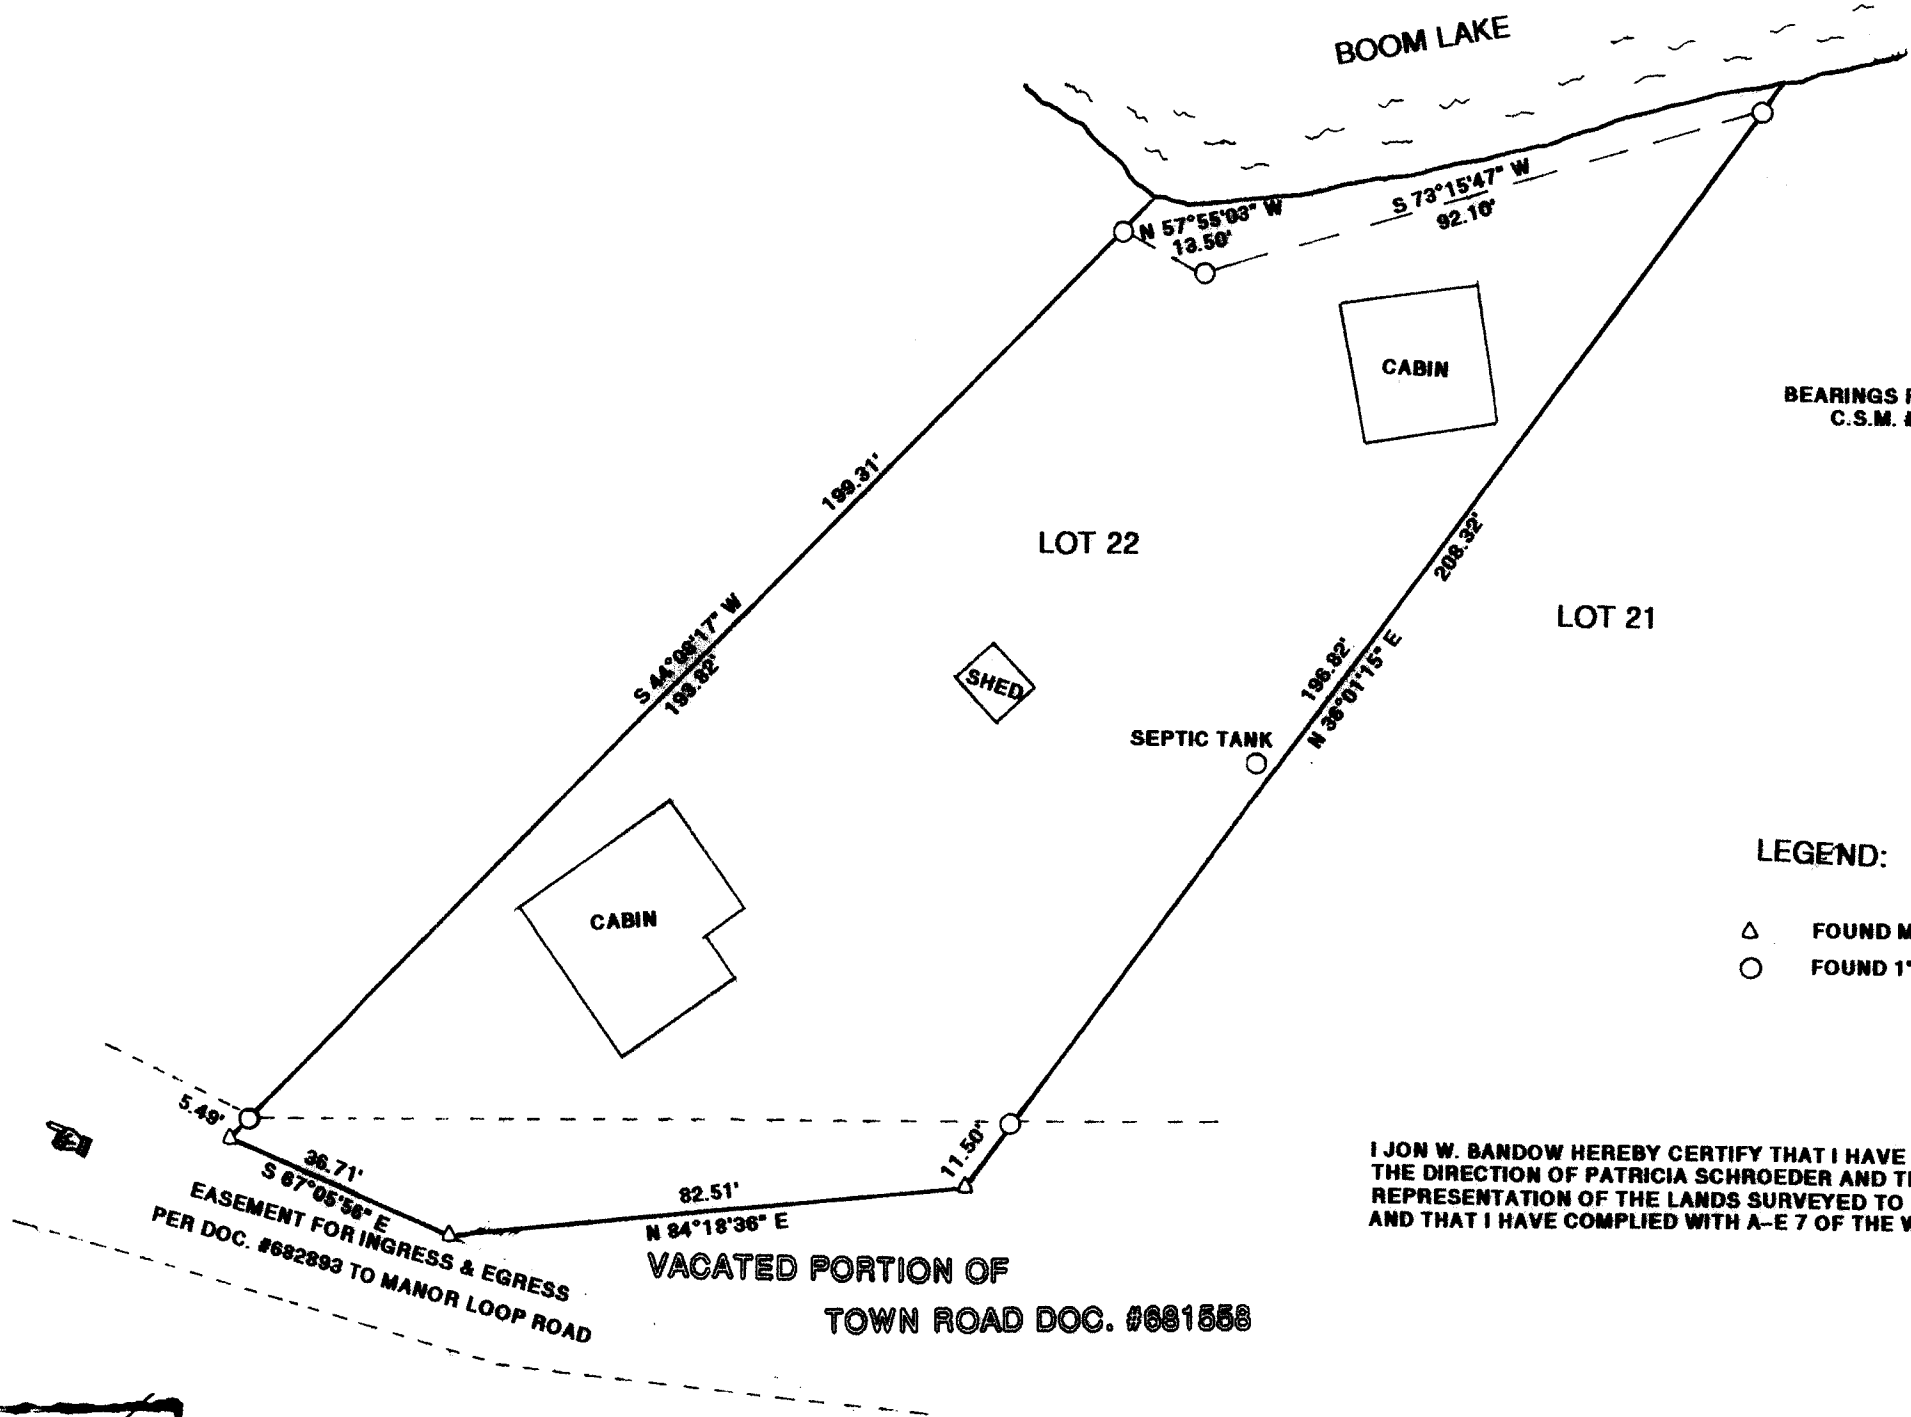 BOOM LAKE
N 57°55'03" W
13.50'
S 73°15'47" W
92.10'
CABIN
BEARINGS
C.S.M.
199.31'
LOT 22
208.32'
S 44°08'17" W
193.82'
LOT 21
196.82'
N 36°01'15" E
SHED
SEPTIC TANK
CABIN
LEGEND:
FOUND
FOUND 1"
5.49'
11.50'
36.71'
S 67°05'56" E
82.51'
N 84°18'36" E
EASEMENT FOR INGRESS & EGRESS
PER DOC. #682893 TO MANOR LOOP ROAD
VACATED PORTION OF
TOWN ROAD DOC. #681558
I JON W. BANDOW HEREBY CERTIFY THAT I HAVE
THE DIRECTION OF PATRICIA SCHROEDER AND
REPRESENTATION OF THE LANDS SURVEYED TO
AND THAT I HAVE COMPLIED WITH A-E 7 OF THE